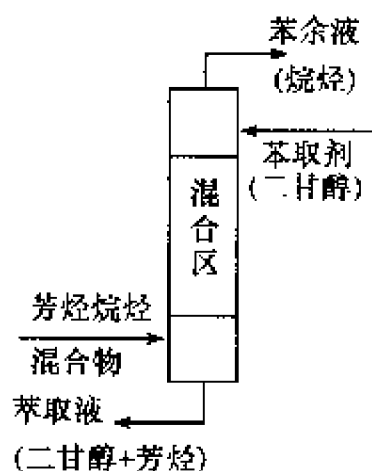 苯余液
(烷烃)
苯取剂
(二甘醇)
混
合
区
芳烃烷烃
混合物
萃取液
(二甘醇+芳烃)